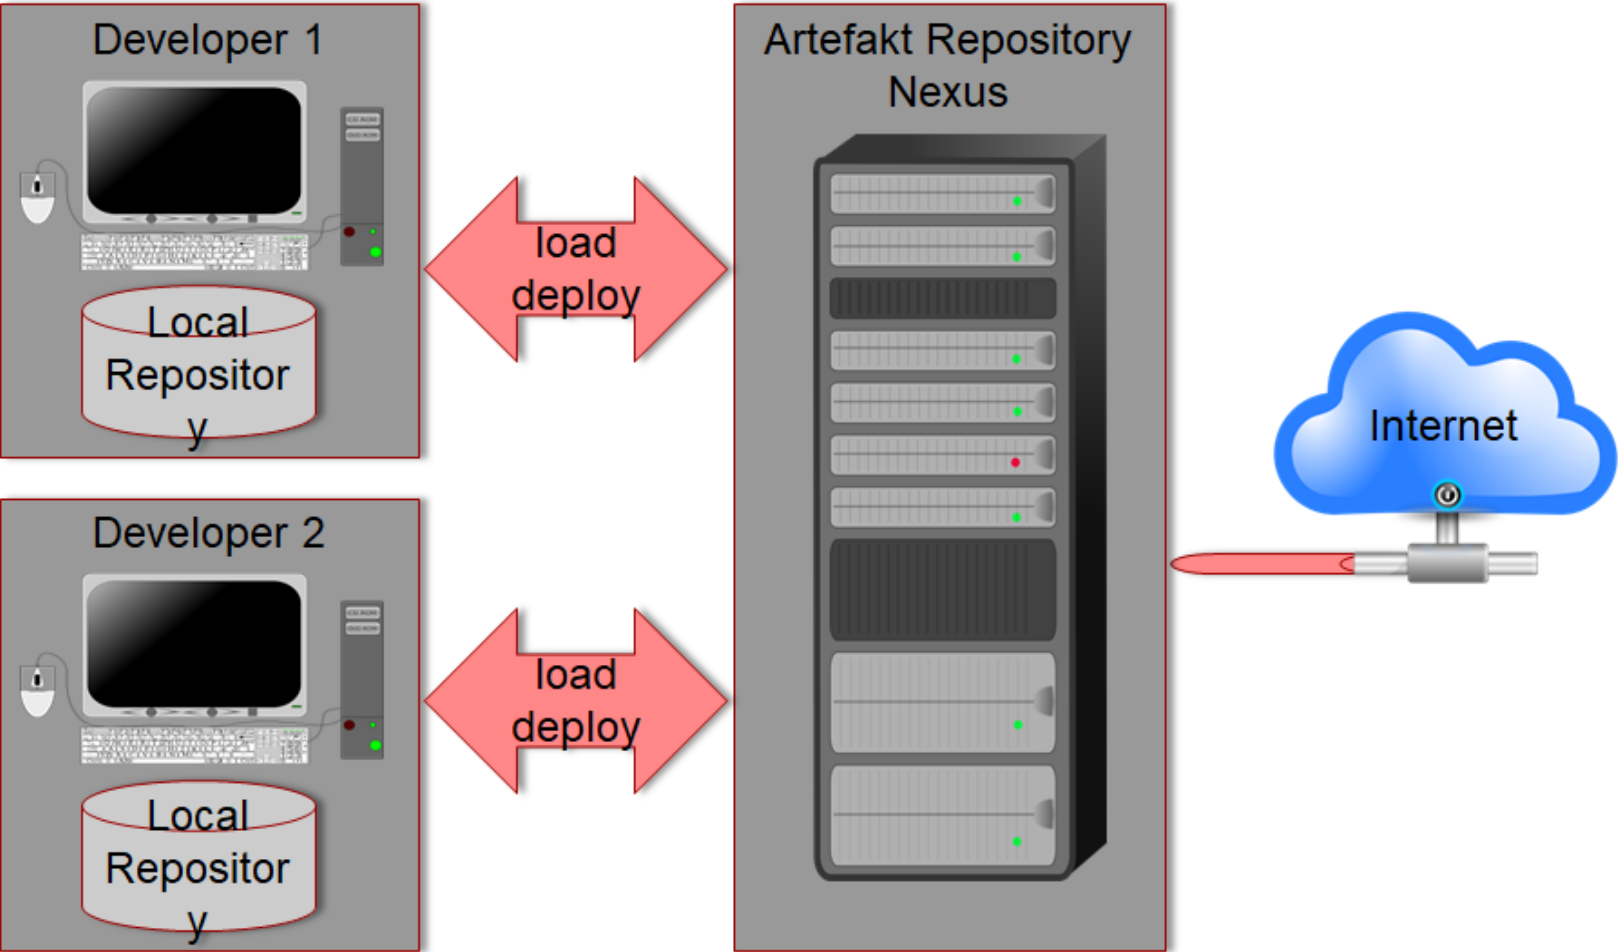 Developer 1
Local
Repositor
y
load
deploy
Artefakt Repository
Nexus
Internet
Developer 2
Local
Repositor
y
load
deploy